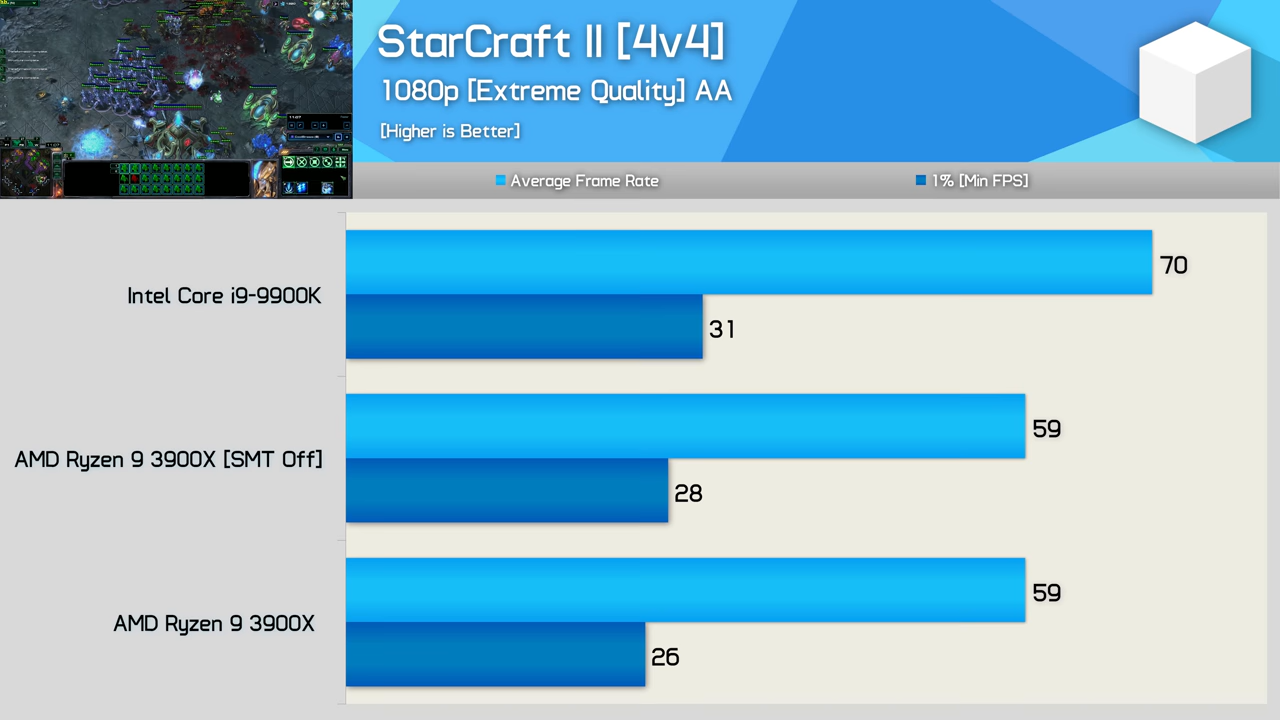 StarCraft II [4v4]
1080p [Extreme Quality] AA
[Higher is Better]
Average Frame Rate
1% [Min FPS]
Intel Core i9-9900K
70
31
AMD Ryzen 9 3900X [SMT Off]
59
28
AMD Ryzen 9 3900X
59
26